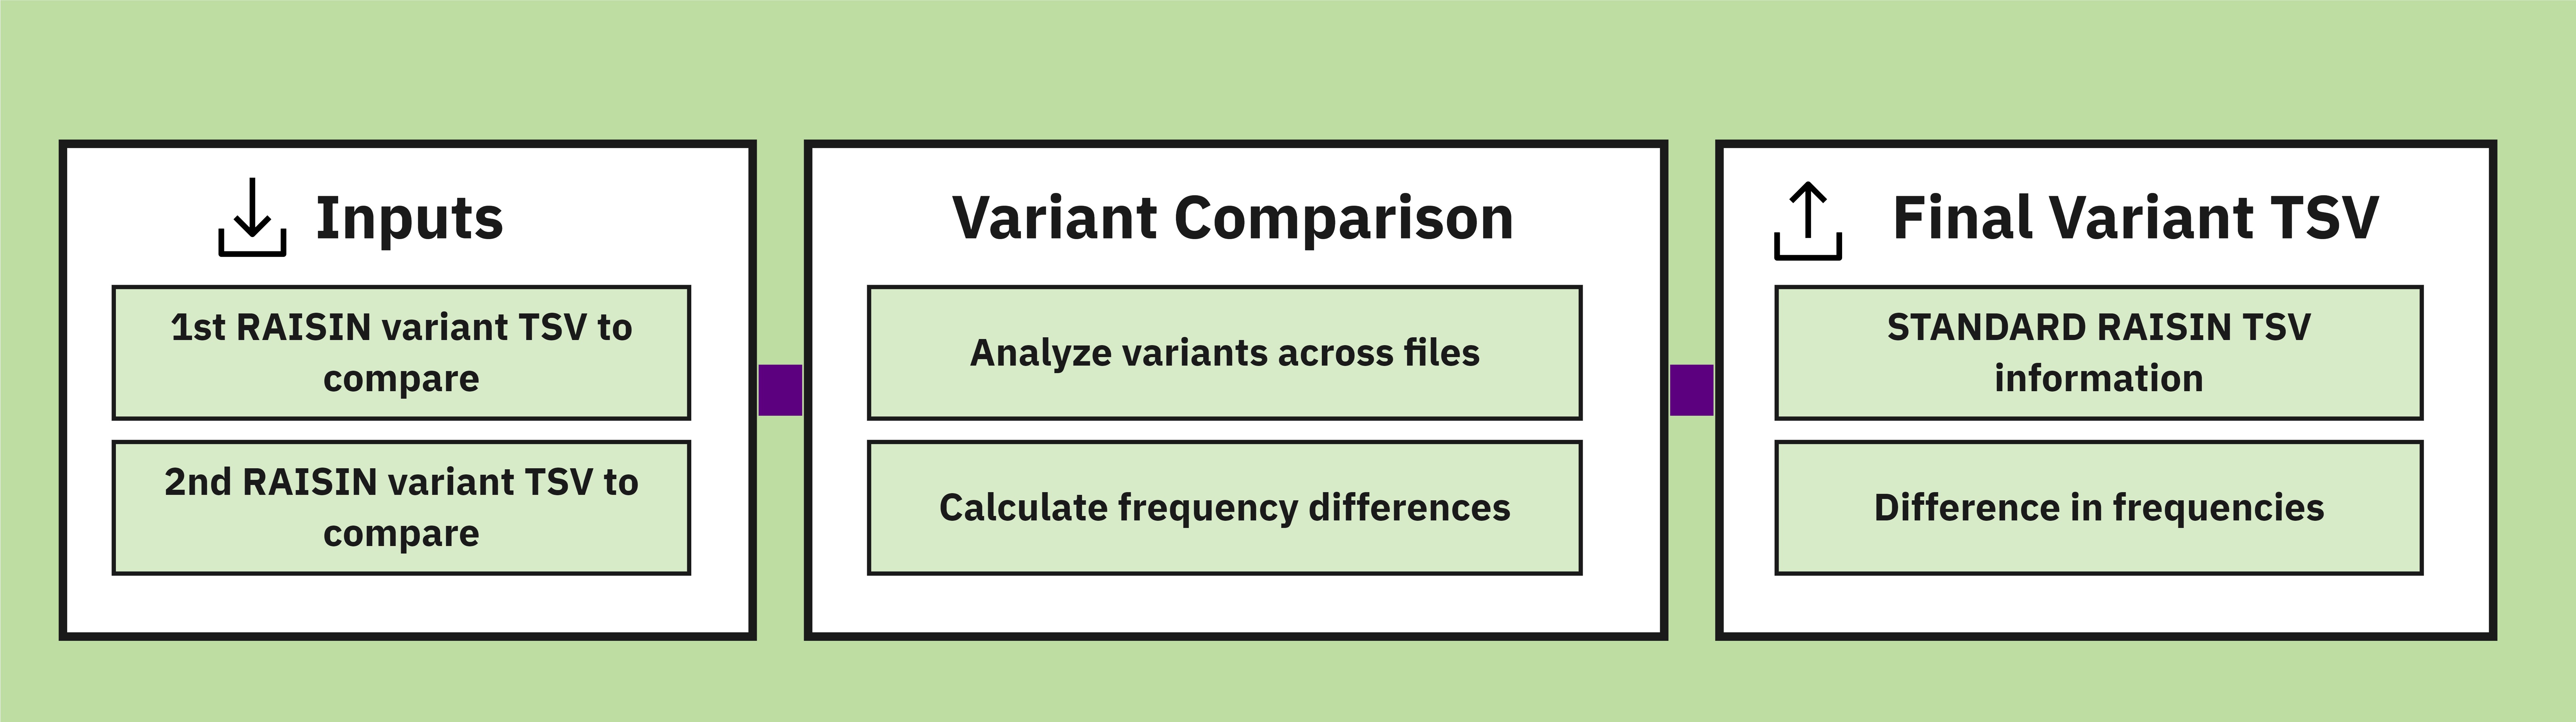 Inputs
1st RAISIN variant TSV to
compare
2nd RAISIN variant TSV to
compare
Variant Comparison
Analyze variants across files
Calculate frequency differences
Final Variant TSV
STANDARD RAISIN TSV
information
Difference in frequencies